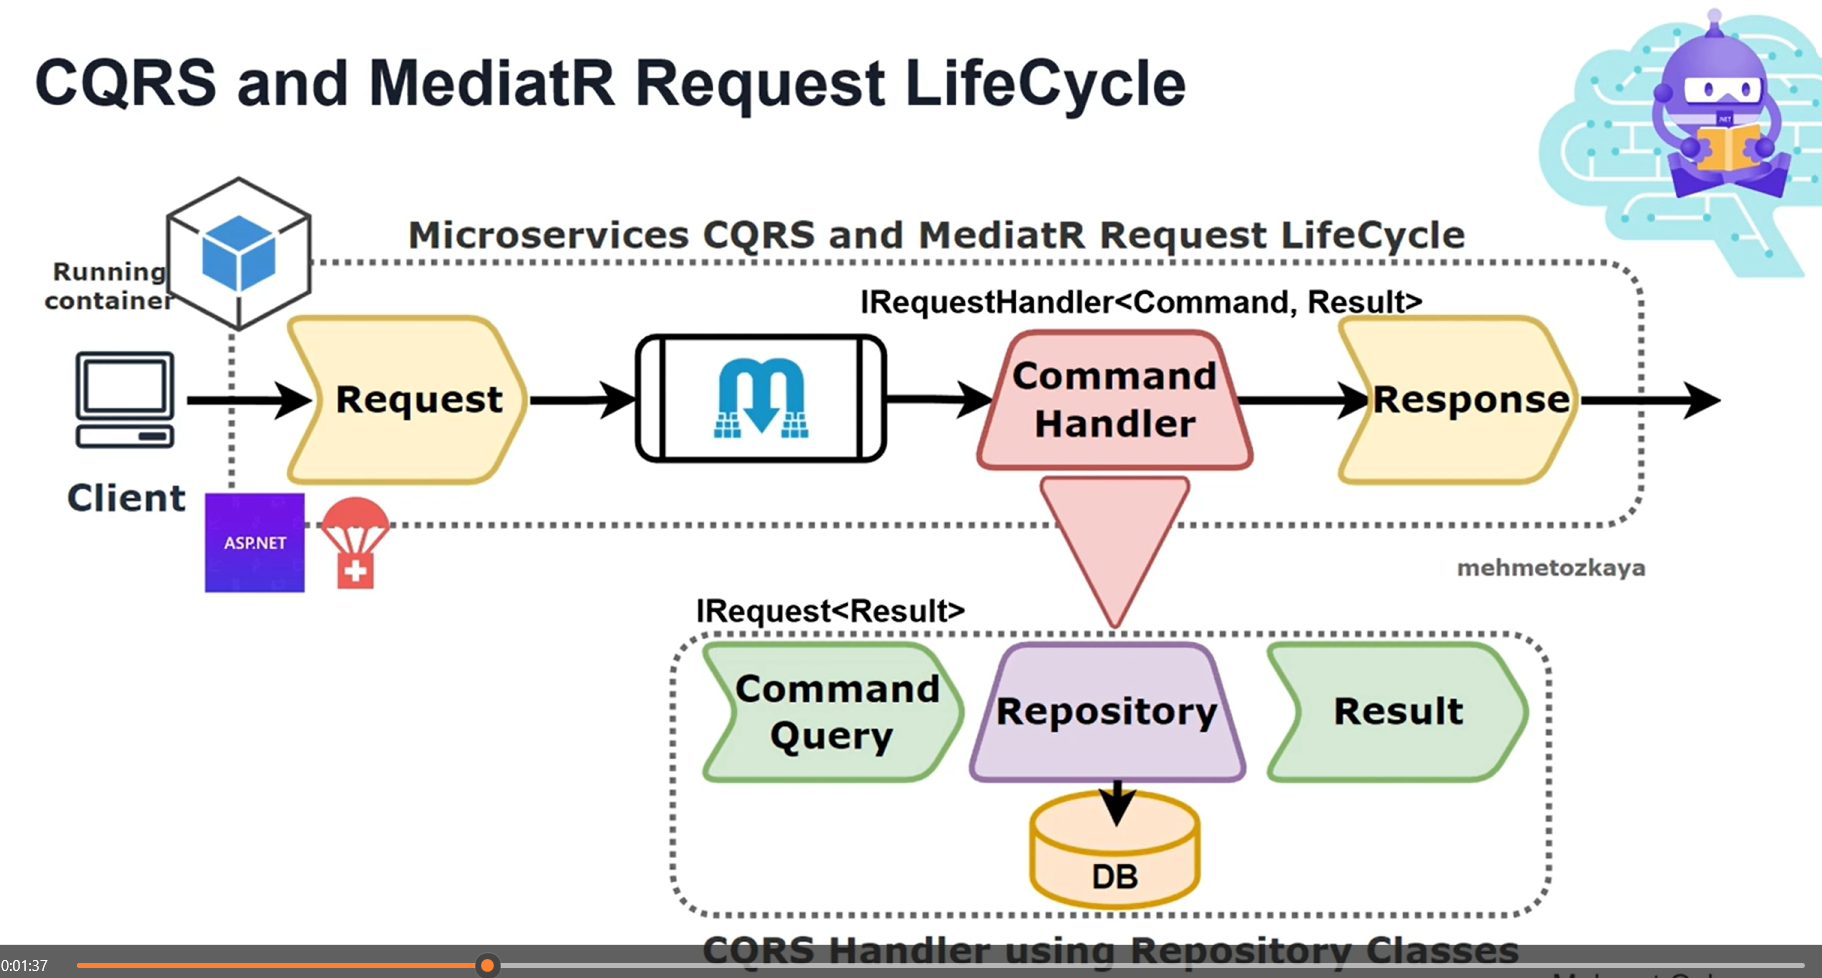 CQRS and MediatR Request LifeCycle
.NET
Microservices CQRS and MediatR Request LifeCycle
Running
container
IRequestHandler<Command, Result>
Request
Command
Handler
Response
Client
ASP.NET
mehmetozkaya
IRequest<Result>
Command
Query
Repository
Result
DB
CQRS Handler using Repository Classes
0:01:37